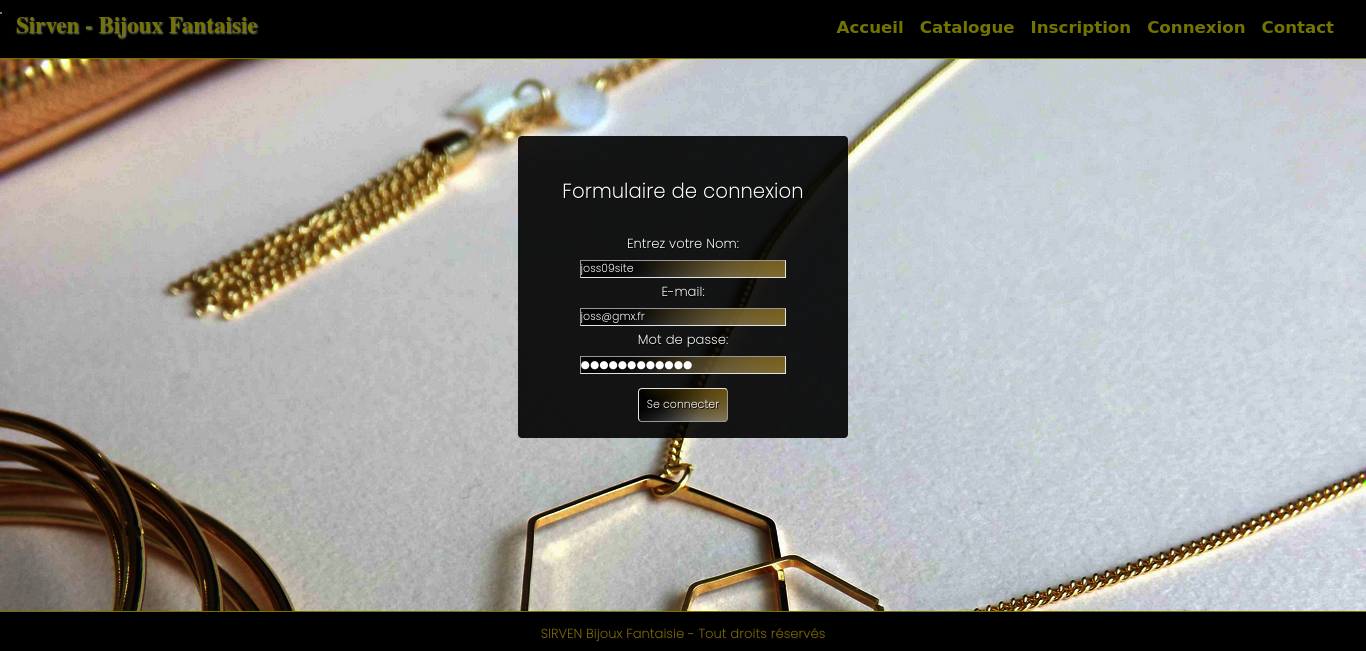 Sirven - Bijoux Fantaisie
Accueil Catalogue Inscription Connexion Contact
Formulaire de connexion
Entrez votre Nom:
joss09site
E-mail:
joss@gmx.fr
Mot de passe:
●●●●●●●●●●●●
Se connecter
SIRVEN Bijoux Fantaisie - Tout droits réservés